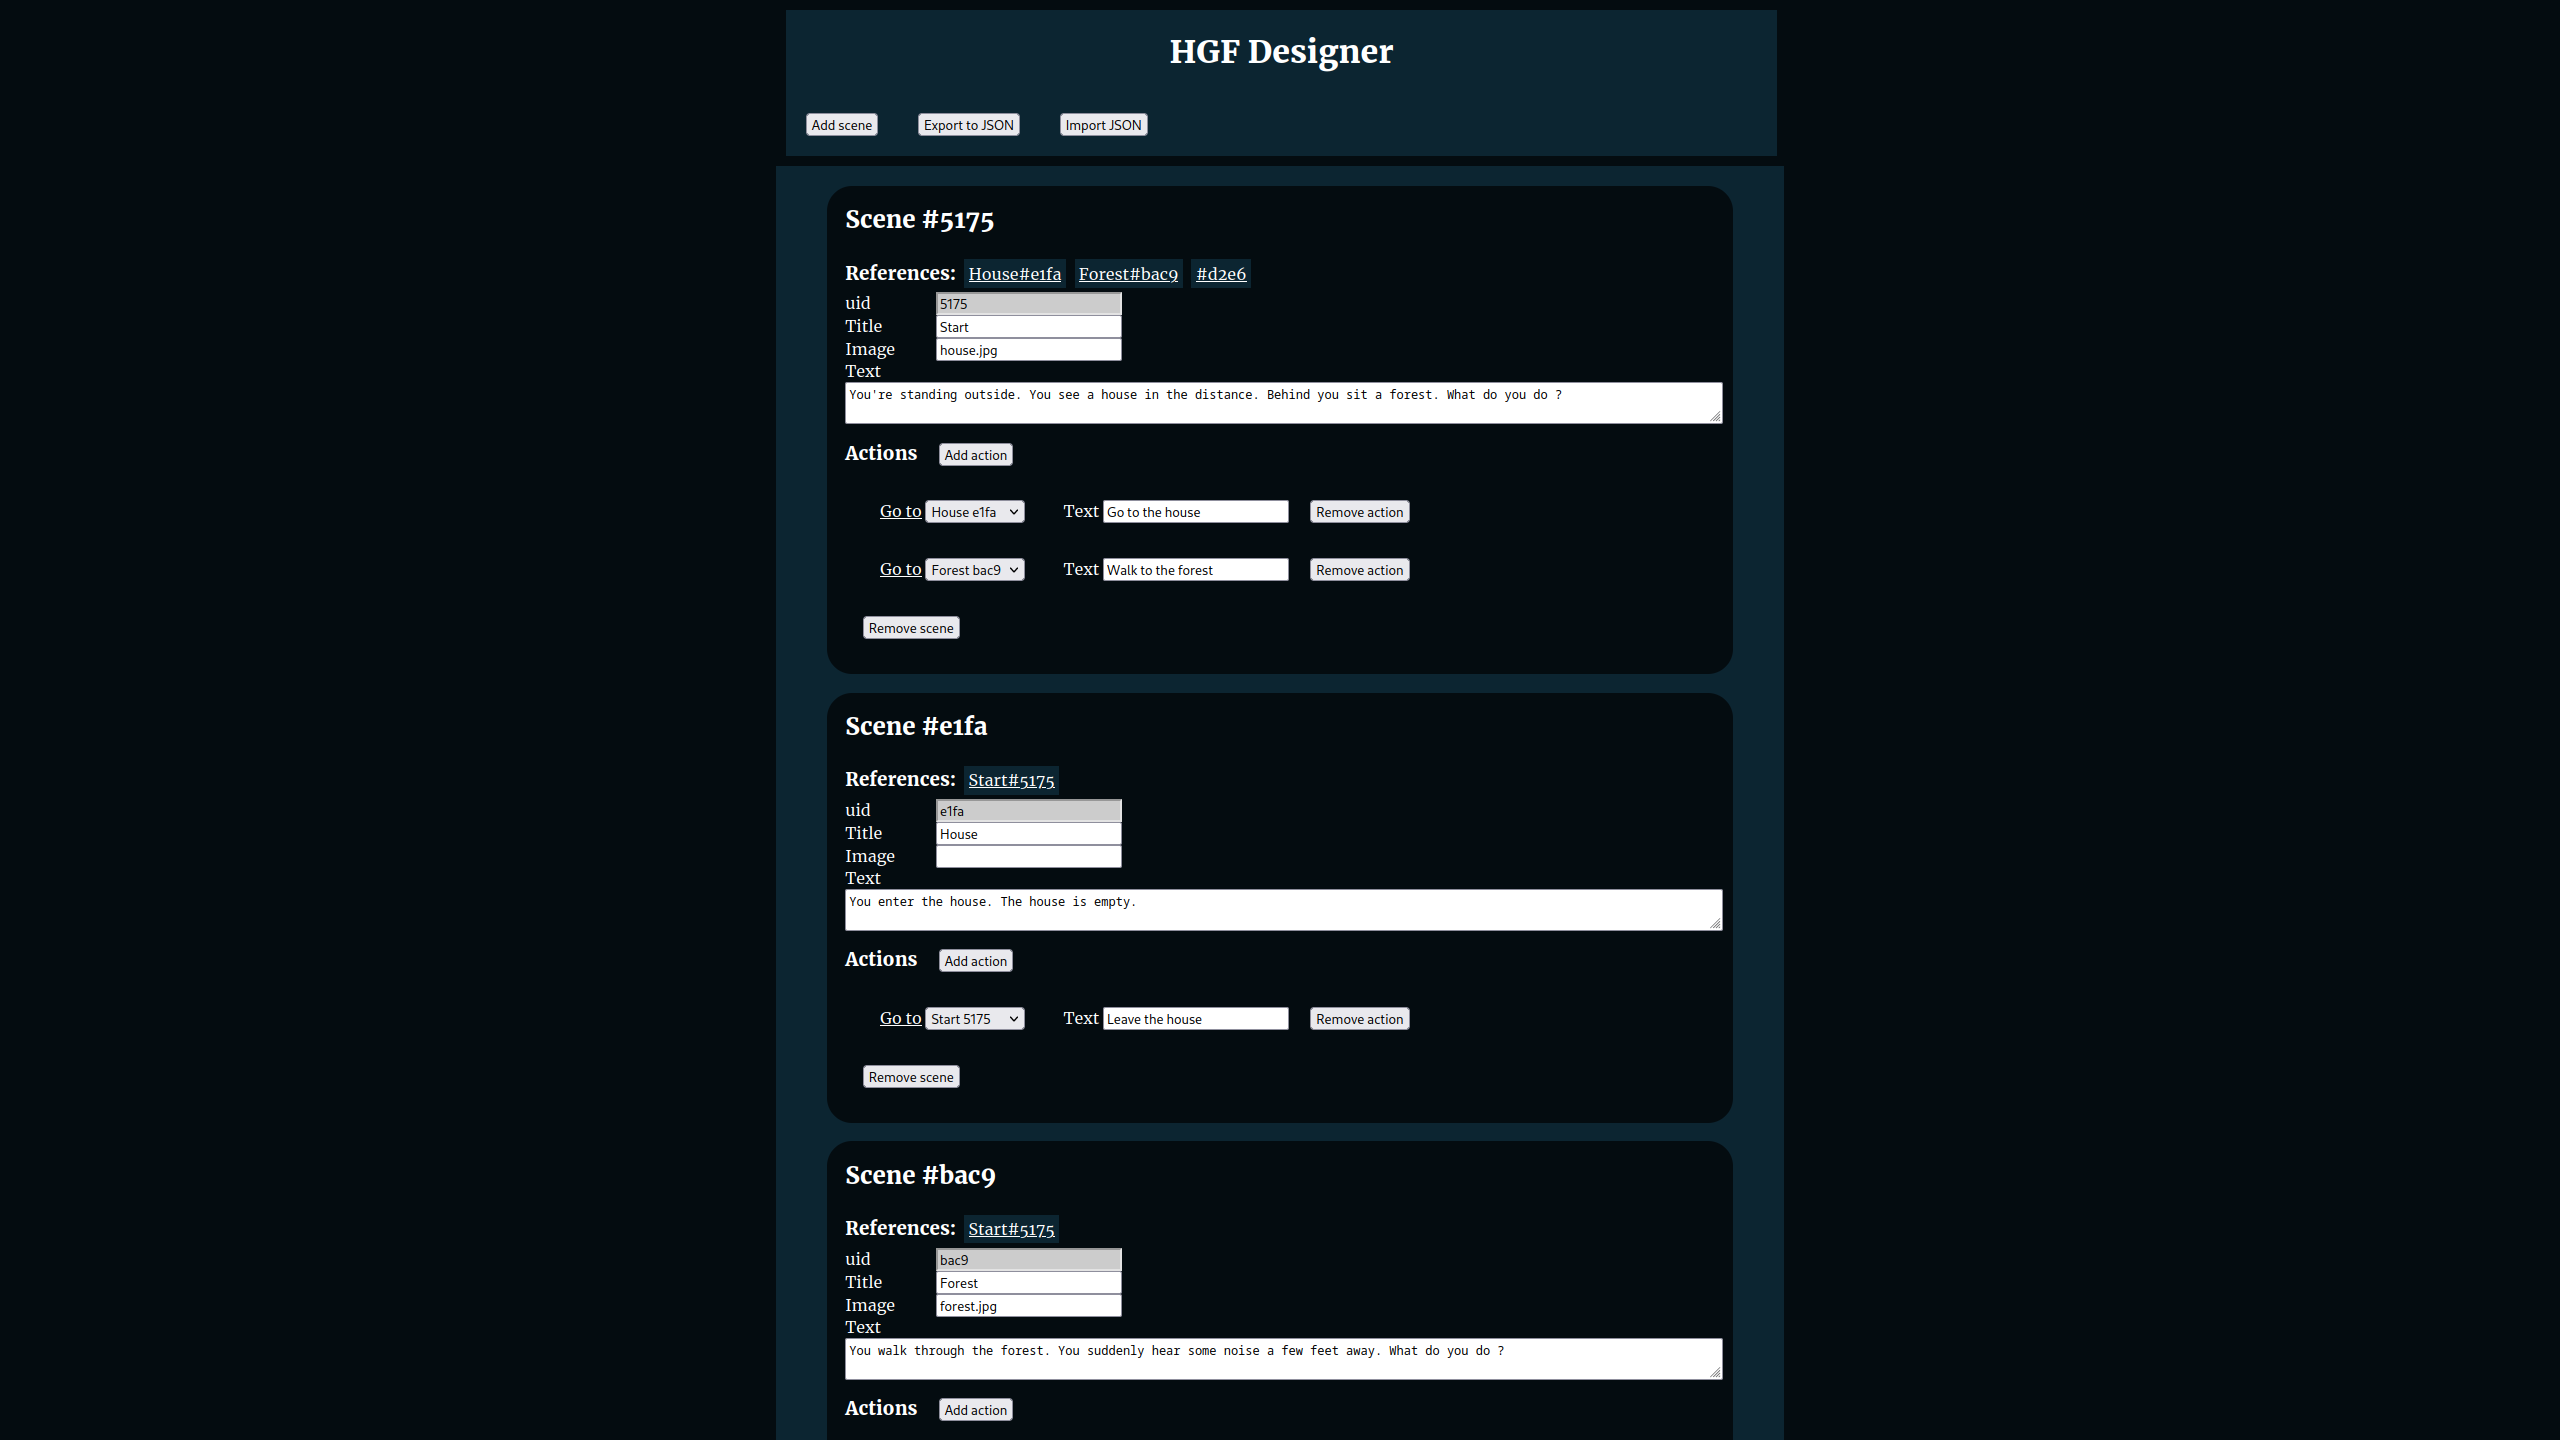 HGF Designer
Add scene Export to JSON Import JSON
Scene #5175
References: House#e1fa Forest#bac9 #d2e6
uid 5175
Title Start
Image house.jpg
Text
You're standing outside. You see a house in the distance. Behind you sit a forest. What do you do ?
Actions Add action
Go to House e1fa Text Go to the house Remove action
Go to Forest bac9 Text Walk to the forest Remove action
Remove scene
Scene #e1fa
References: Start#5175
uid e1fa
Title House
Image
Text
You enter the house. The house is empty.
Actions Add action
Go to Start 5175 Text Leave the house Remove action
Remove scene
Scene #bac9
References: Start#5175
uid bac9
Title Forest
Image forest.jpg
Text
You walk through the forest. You suddenly hear some noise a few feet away. What do you do ?
Actions Add action